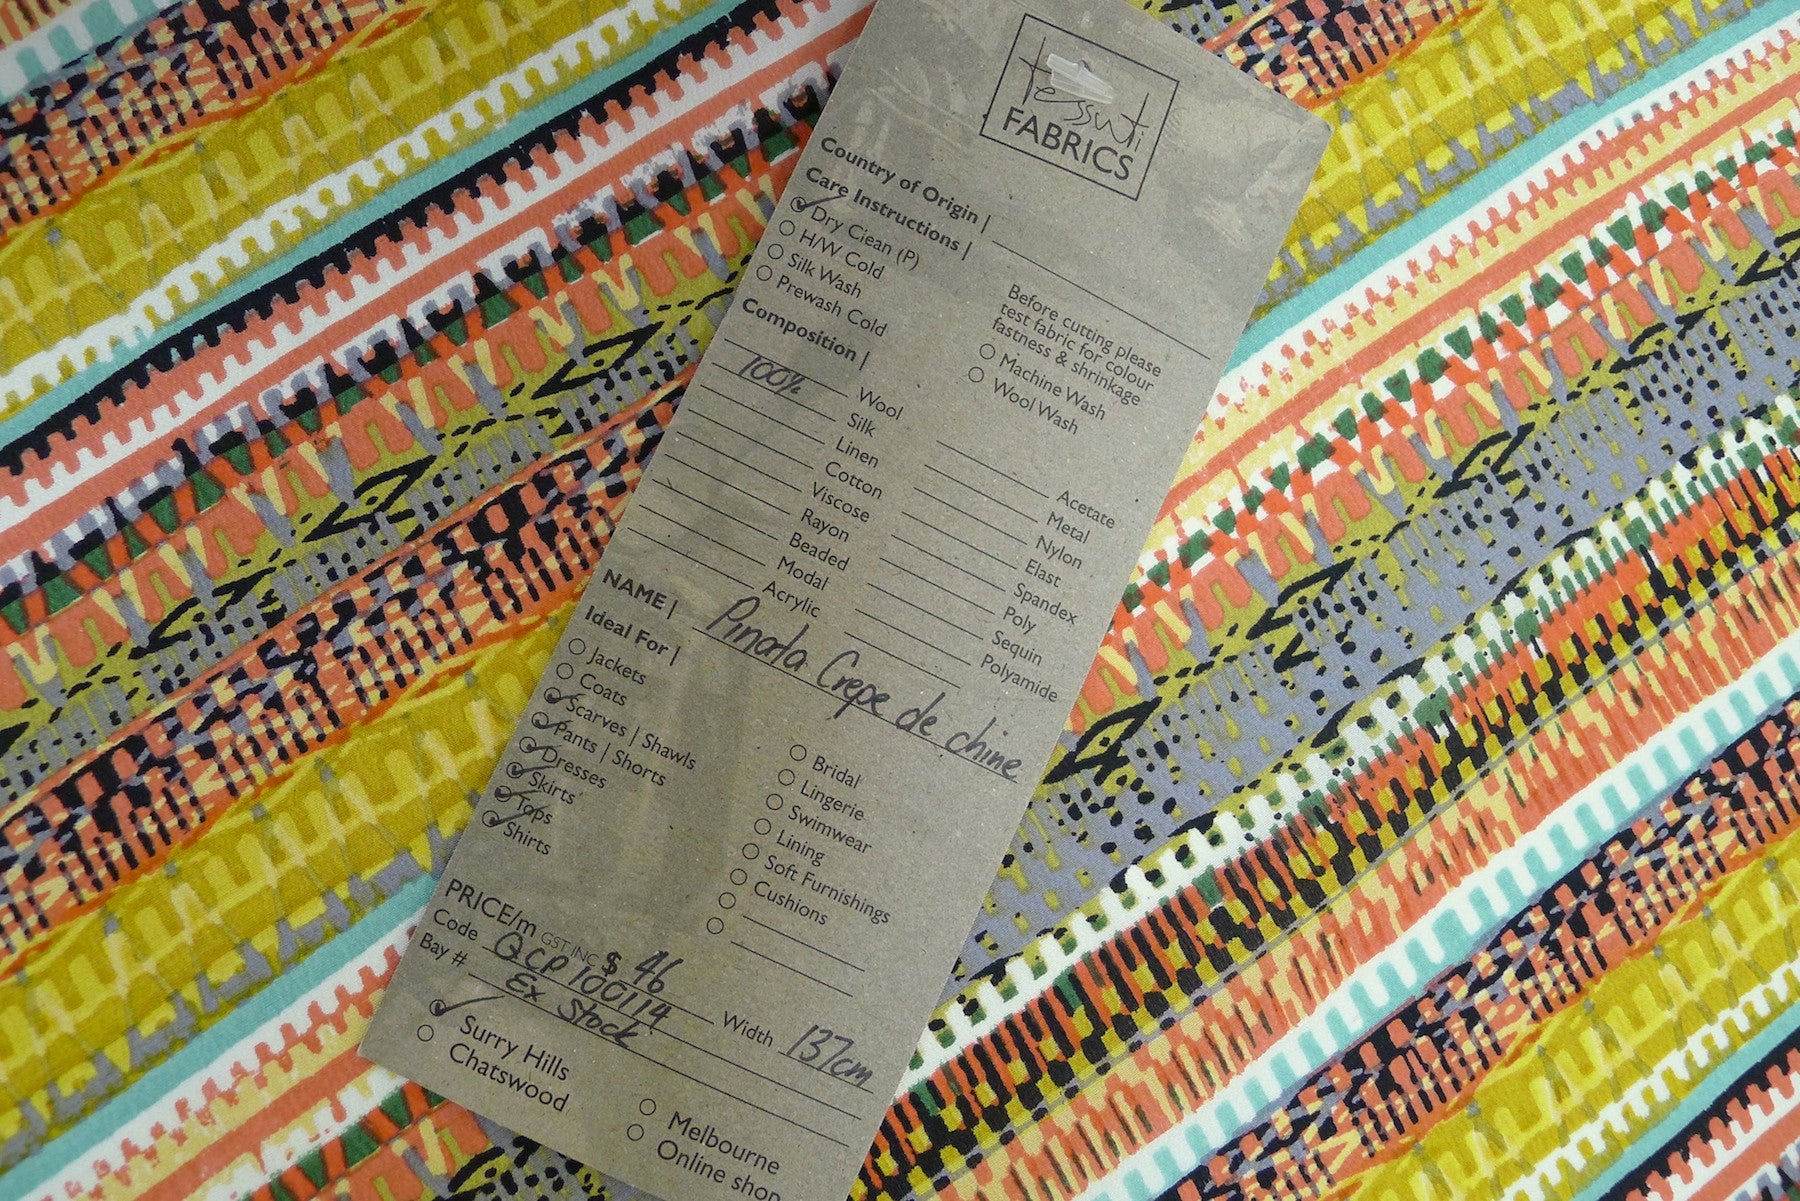 tessuti
FABRICS
Country of Origin |
Care Instructions |
Dry Clean (P)
H/W Cold
Silk Wash
Prewash Cold
Before cutting please
test fabric for colour
fastness & shrinkage
Machine Wash
Wool Wash
Composition |
Wool
100% Silk
Linen
Cotton
Viscose
Rayon
Beaded
Modal
Acrylic
Acetate
Metal
Nylon
Elast
Spandex
Poly
Sequin
Polyamide
NAME | Pinata Crepe de chine
Ideal For |
Jackets
Coats
Scarves | Shawls
Pants | Shorts
Dresses
Skirts
Tops
Shirts
Bridal
Lingerie
Swimwear
Lining
Soft Furnishings
Cushions
PRICE/m GST INC $ 46
Code QCP100114 Width 137cm
Bay # Ex Stock
Surry Hills
Chatswood
Melbourne
Online shop